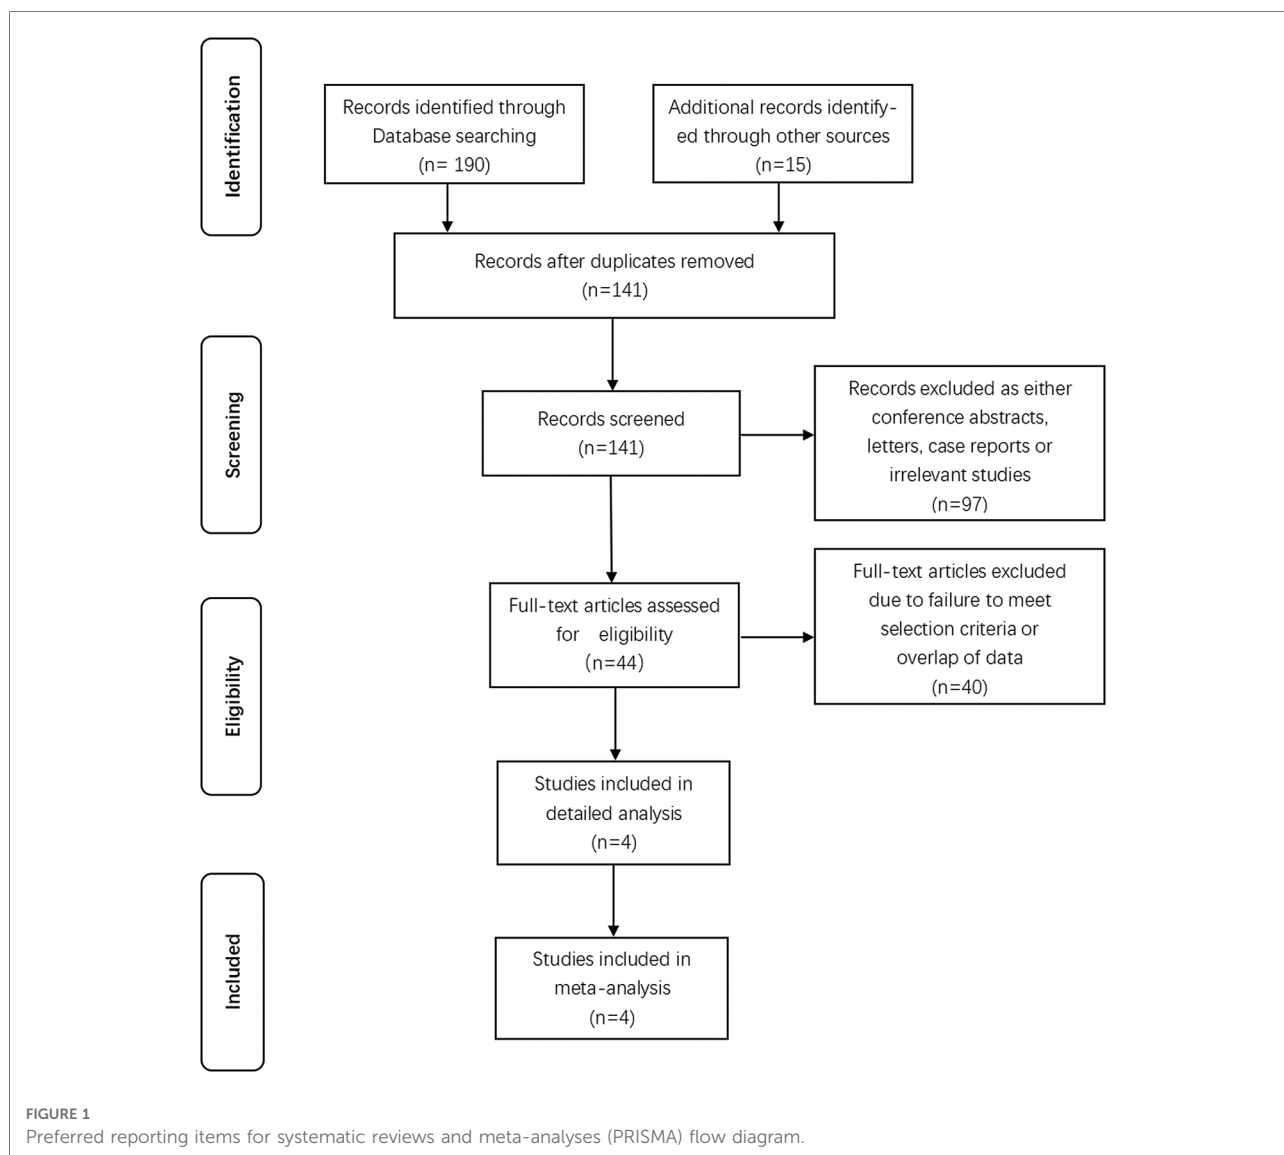 Identification
Records identified through
Database searching
(n= 190)
Additional records identify-
ed through other sources
(n=15)
Records after duplicates removed
(n=141)
Screening
Records screened
(n=141)
Records excluded as either
conference abstracts,
letters, case reports or
irrelevant studies
(n=97)
Eligibility
Full-text articles assessed
for eligibility
(n=44)
Full-text articles excluded
due to failure to meet
selection criteria or
overlap of data
(n=40)
Studies included in
detailed analysis
(n=4)
Included
Studies included in
meta-analysis
(n=4)
FIGURE 1
Preferred reporting items for systematic reviews and meta-analyses (PRISMA) flow diagram.